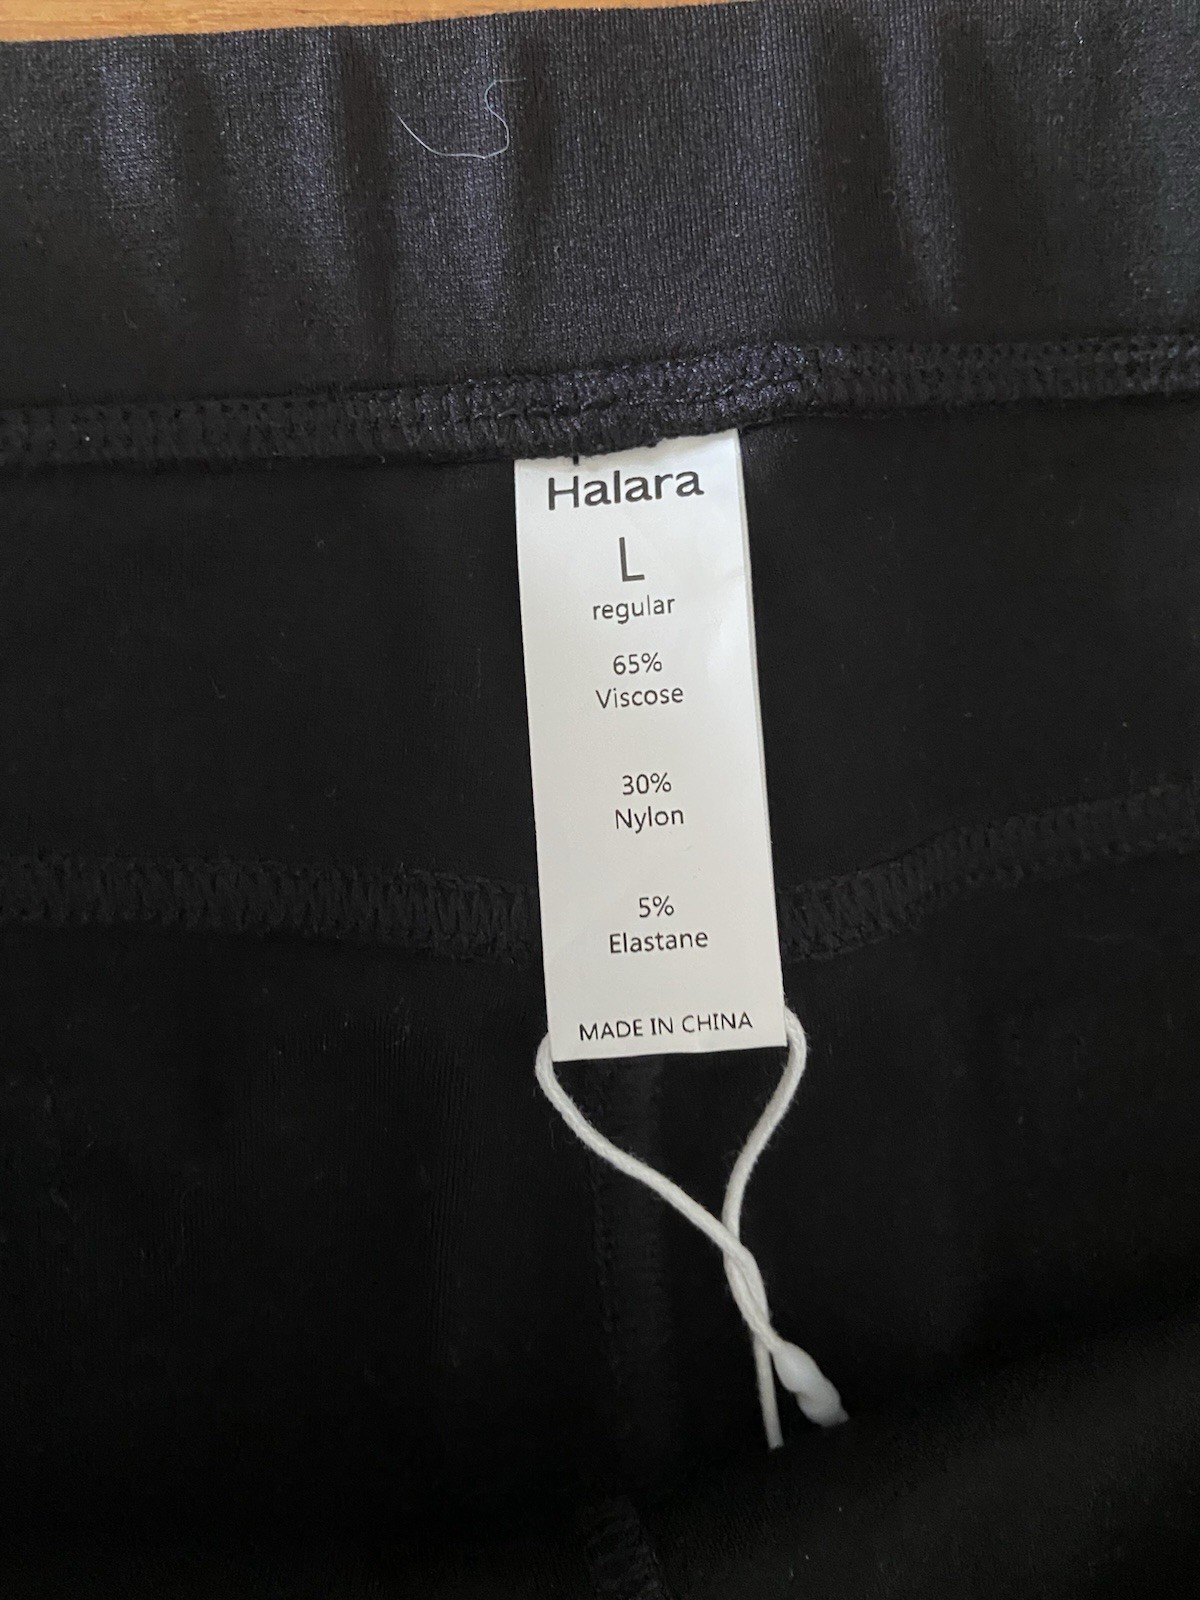 Halara
L
regular
65%
Viscose
30%
Nylon
5%
Elastane
MADE IN CHINA